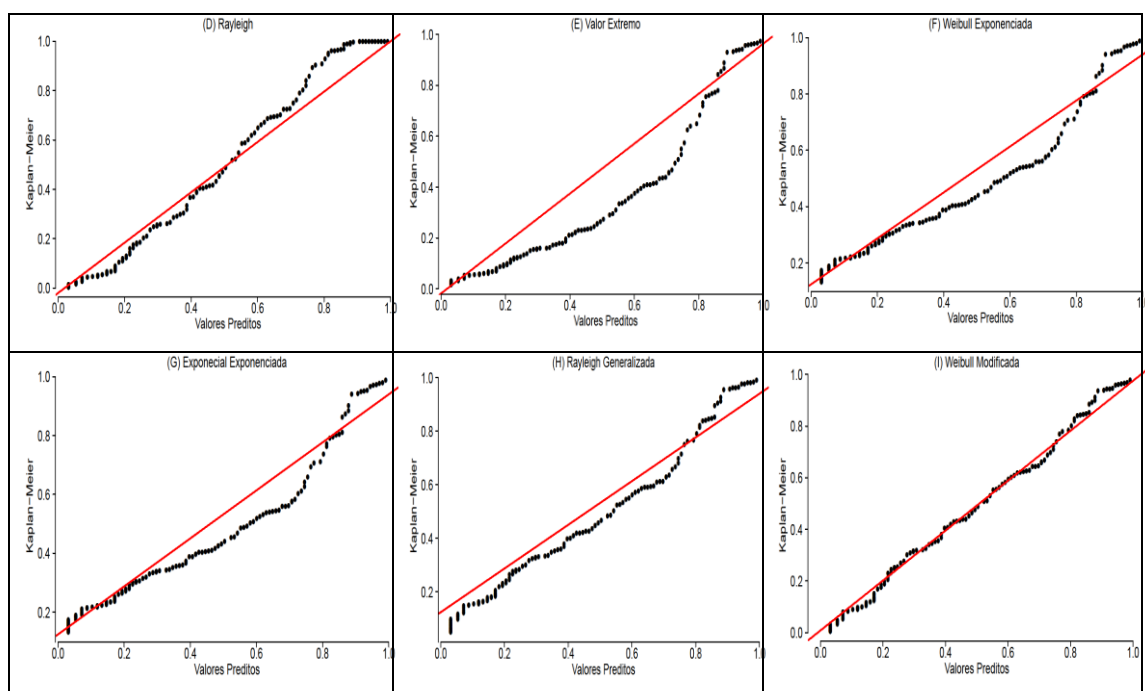 (D) Rayleigh
Kaplan-Meier
1.0
0.8
0.6
0.4
0.2
0.0
0.0 0.2 0.4 0.6 0.8 1.0
Valores Preditos
(E) Valor Extremo
Kaplan-Meier
1.0
0.8
0.6
0.4
0.2
0.0
0.0 0.2 0.4 0.6 0.8 1.0
Valores Preditos
(F) Weibull Exponenciada
Kaplan-Meier
1.0
0.8
0.6
0.4
0.2
0.0 0.2 0.4 0.6 0.8 1.0
Valores Preditos
(G) Exponecial Exponenciada
Kaplan-Meier
1.0
0.8
0.6
0.4
0.2
0.0 0.2 0.4 0.6 0.8 1.0
Valores Preditos
(H) Rayleigh Generalizada
Kaplan-Meier
1.0
0.8
0.6
0.4
0.2
0.0 0.2 0.4 0.6 0.8 1.0
Valores Preditos
(I) Weibull Modificada
Kaplan-Meier
1.0
0.8
0.6
0.4
0.2
0.0
0.0 0.2 0.4 0.6 0.8 1.0
Valores Preditos